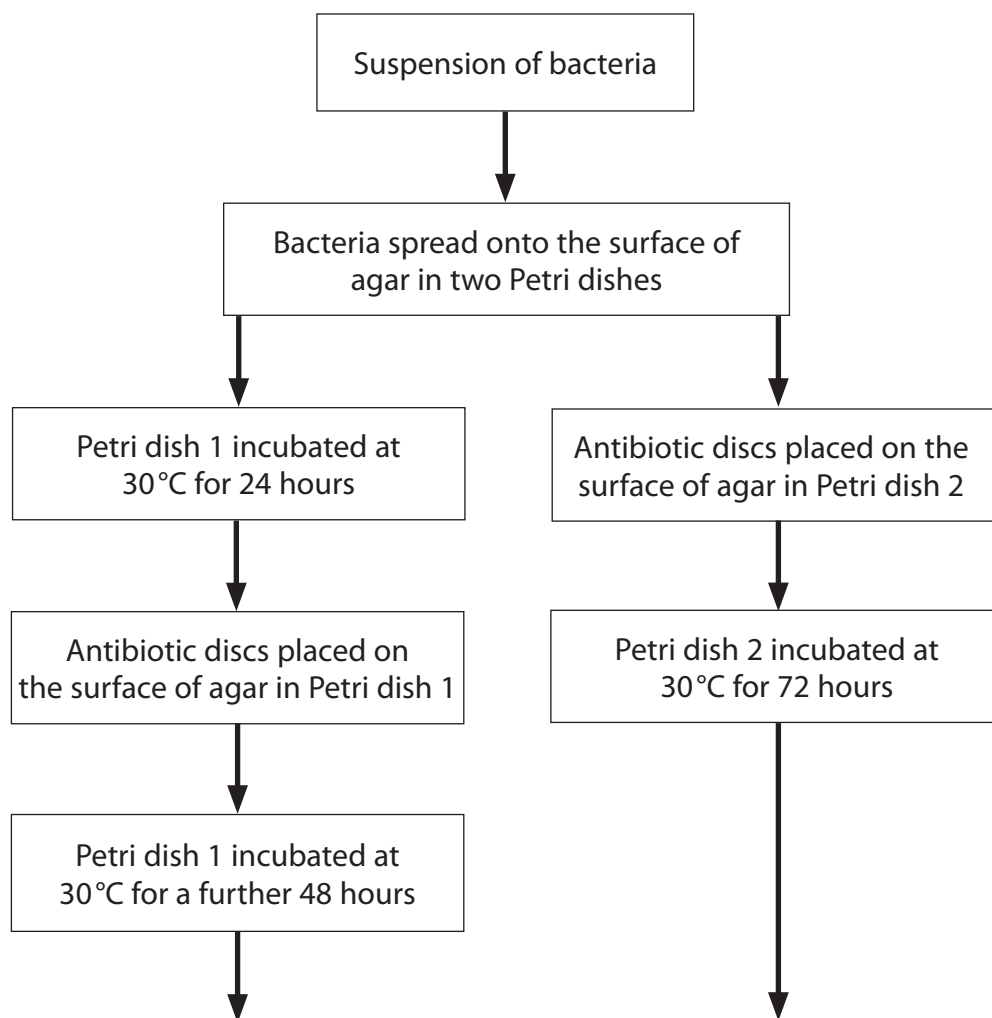 Suspension of bacteria
Bacteria spread onto the surface of
agar in two Petri dishes
Petri dish 1 incubated at
30°C for 24 hours
Antibiotic discs placed on the
surface of agar in Petri dish 2
Antibiotic discs placed on
the surface of agar in Petri dish 1
Petri dish 2 incubated at
30°C for 72 hours
Petri dish 1 incubated at
30°C for a further 48 hours